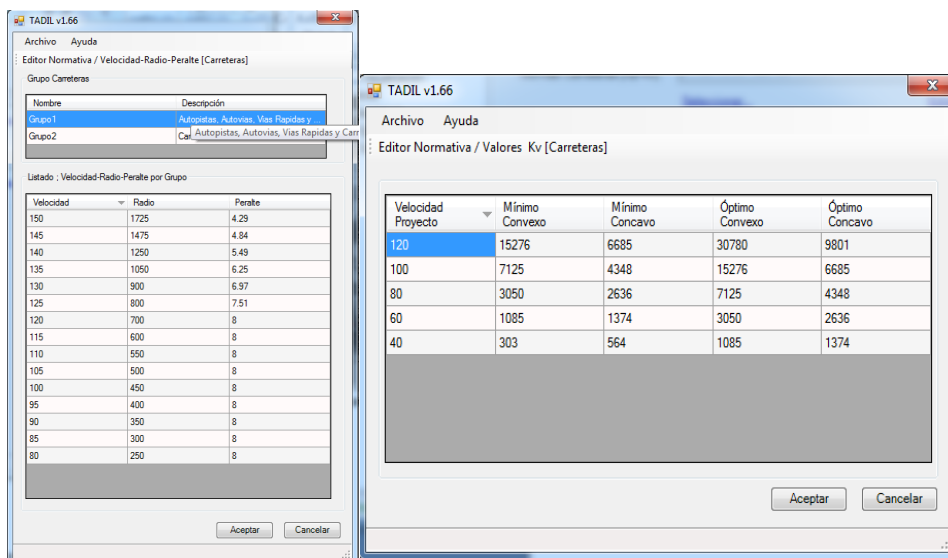 TADIL v1.66
Archivo Ayuda
Editor Normativa / Velocidad-Radio-Peralte [Carreteras]
Grupo Carreteras
Nombre Descripción
Grupo1 Autopistas, Autovias, Vias Rapidas y ...
Grupo2 Car
Autopistas, Autovias, Vias Rapidas y Carr
Listado ; Velocidad-Radio-Peralte por Grupo
Velocidad Radio Peralte
150 1725 4.29
145 1475 4.84
140 1250 5.49
135 1050 6.25
130 900 6.97
125 800 7.51
120 700 8
115 600 8
110 550 8
105 500 8
100 450 8
95 400 8
90 350 8
85 300 8
80 250 8
Aceptar Cancelar
TADIL v1.66
Archivo Ayuda
Editor Normativa / Valores Kv [Carreteras]
Velocidad Proyecto Mínimo Convexo Mínimo Concavo Óptimo Convexo Óptimo Concavo
120 15276 6685 30780 9801
100 7125 4348 15276 6685
80 3050 2636 7125 4348
60 1085 1374 3050 2636
40 303 564 1085 1374
Aceptar Cancelar